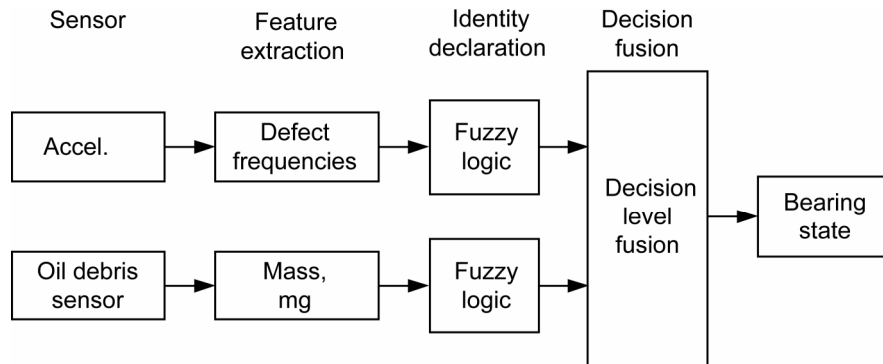 Sensor
Feature
extraction
Identity
declaration
Decision
fusion
Accel.
Defect
frequencies
Fuzzy
logic
Decision
level
fusion
Bearing
state
Oil debris
sensor
Mass,
mg
Fuzzy
logic